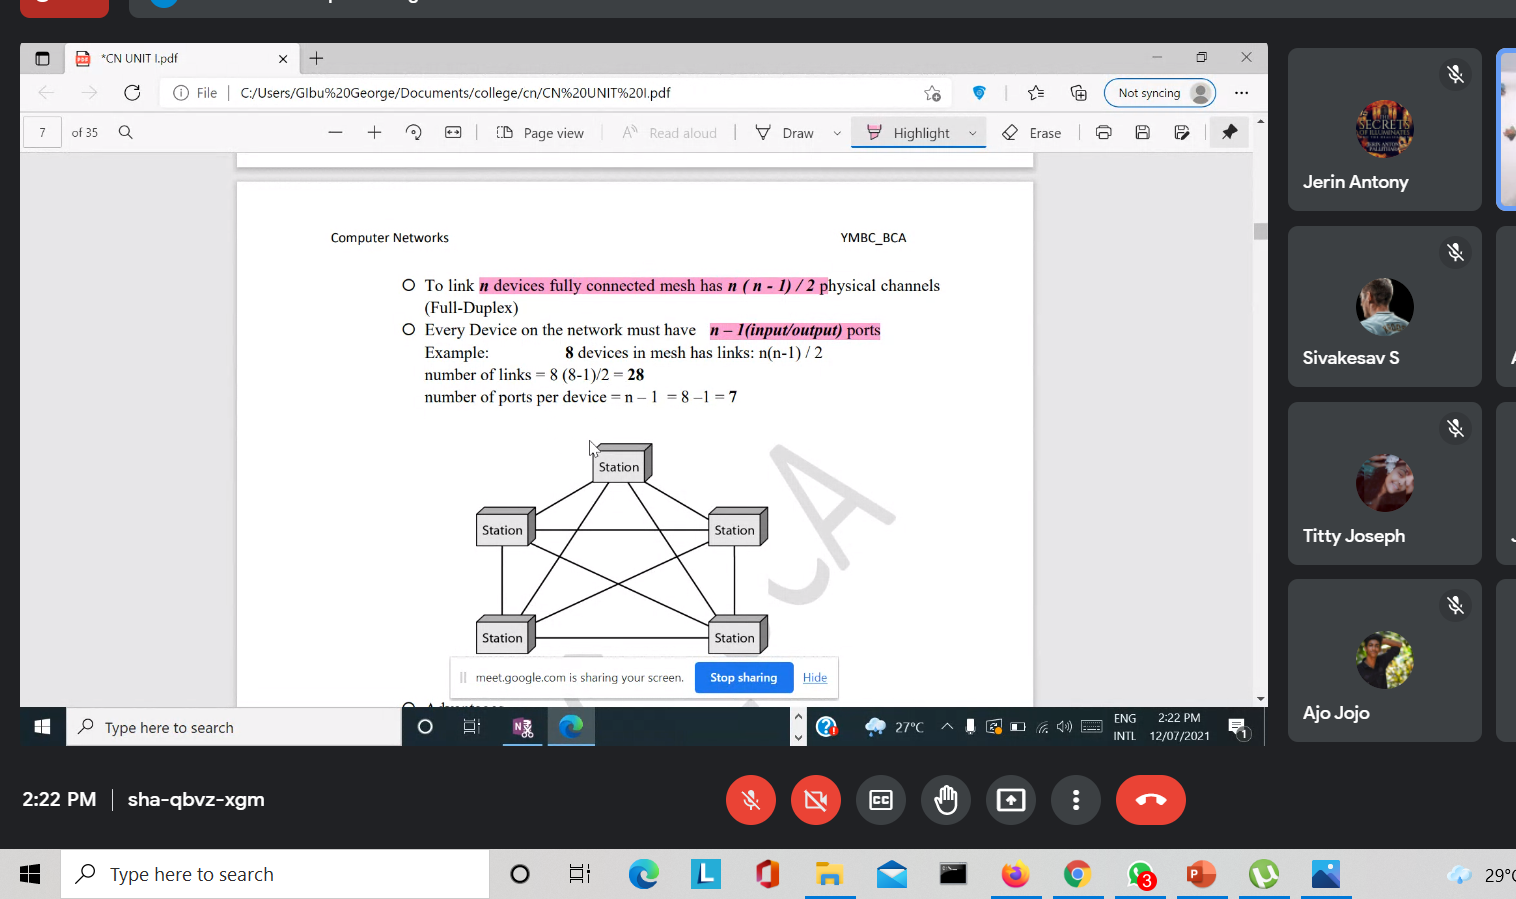 *CN UNIT I.pdf
File
C:/Users/GIbu%20George/Documents/college/cn/CN%20UNIT%20I.pdf
Not syncing
7
of 35
Page view
Read aloud
Draw
Highlight
Erase
Computer Networks
YMBC_BCA
To link n devices fully connected mesh has n ( n - 1) / 2 physical channels
(Full-Duplex)
Every Device on the network must have n – 1(input/output) ports
Example: 8 devices in mesh has links: n(n-1) / 2
number of links = 8 (8-1)/2 = 28
number of ports per device = n – 1 = 8 –1 = 7
Station
Station
Station
Station
Station
CA
meet.google.com is sharing your screen.
Stop sharing
Hide
Type here to search
27°C
ENG
INTL
2:22 PM
12/07/2021
1
Jerin Antony
SECRETS
Sivakesav S
Titty Joseph
Ajo Jojo
2:22 PM
sha-qbvz-xgm
Type here to search
3
29°C